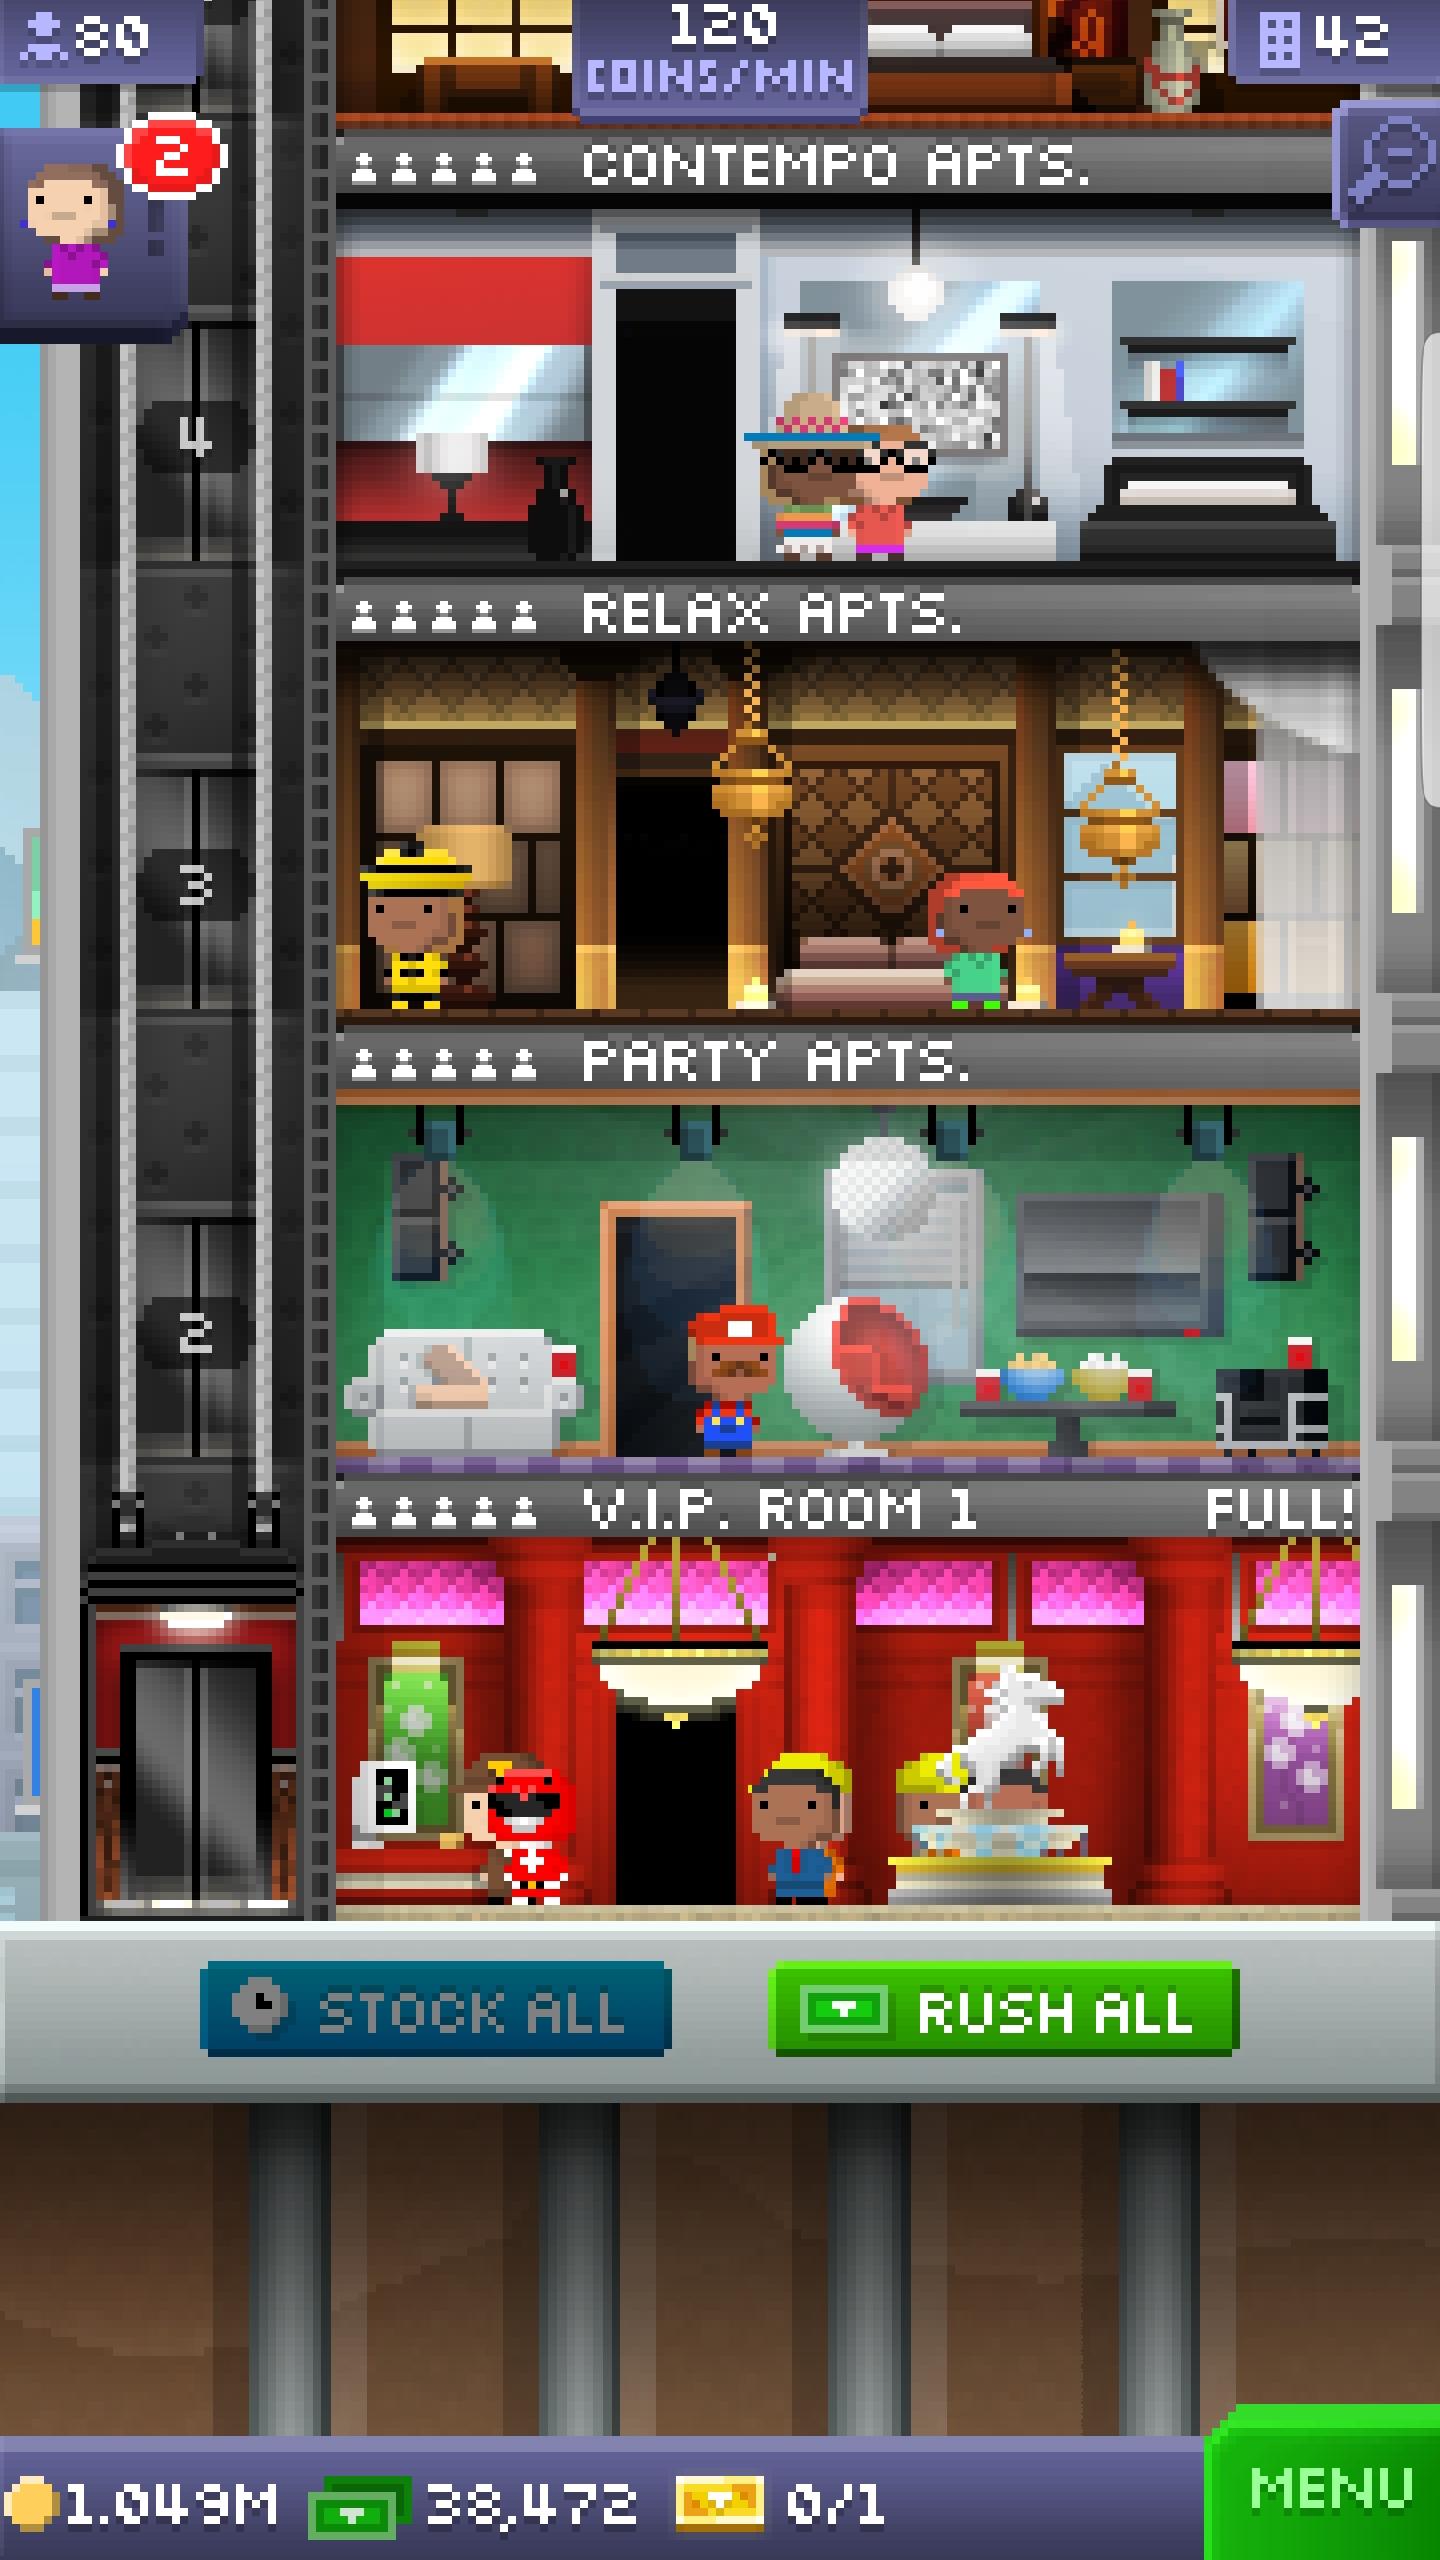 80
120
COINS/MIN
42
2
!
CONTEMPO APTS.
4
RELAX APTS.
3
PARTY APTS.
2
V.I.P. ROOM 1 FULL!
STOCK ALL
RUSH ALL
1.049M 38,472 0/1
MENU